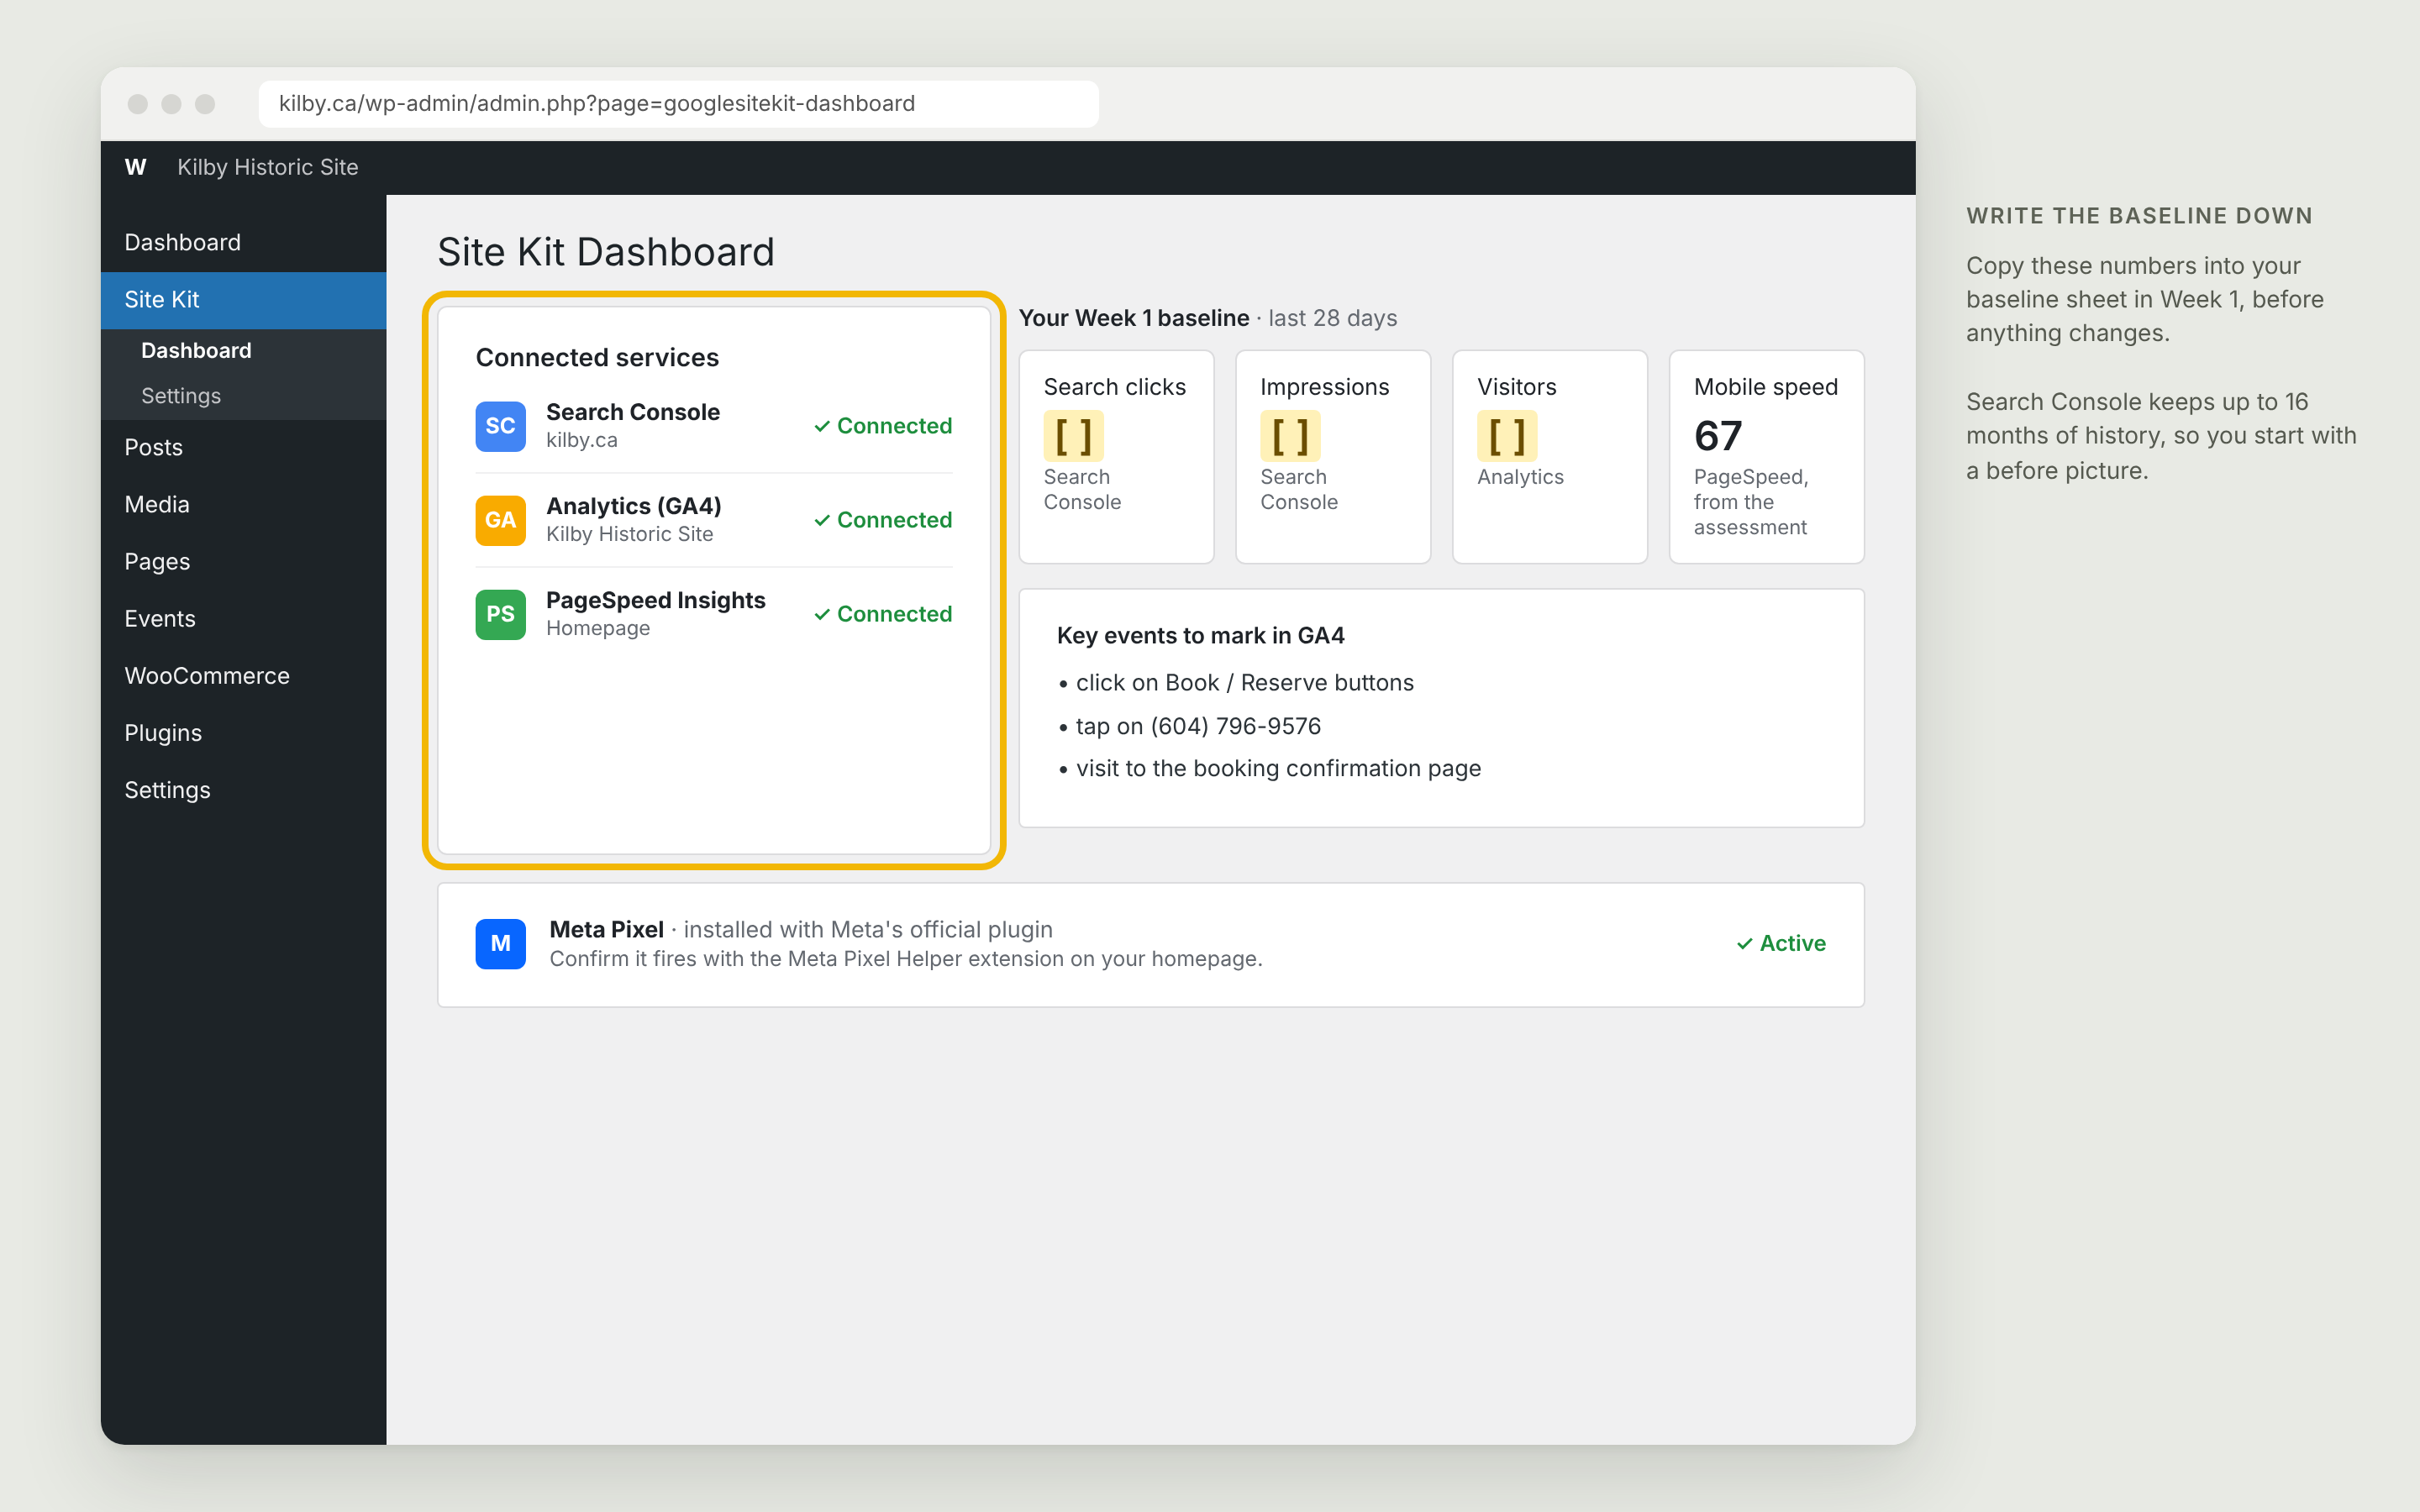 kilby.ca/wp-admin/admin.php?page=googlesitekit-dashboard
W Kilby Historic Site
Dashboard
Site Kit
Dashboard
Settings
Posts
Media
Pages
Events
WooCommerce
Plugins
Settings
Site Kit Dashboard
Connected services
SC
Search Console
kilby.ca
✓ Connected
GA
Analytics (GA4)
Kilby Historic Site
✓ Connected
PS
PageSpeed Insights
Homepage
✓ Connected
Your Week 1 baseline · last 28 days
Search clicks
[ ]
Search
Console
Impressions
[ ]
Search
Console
Visitors
[ ]
Analytics
Mobile speed
67
PageSpeed,
from the
assessment
Key events to mark in GA4
• click on Book / Reserve buttons
• tap on (604) 796-9576
• visit to the booking confirmation page
M
Meta Pixel · installed with Meta's official plugin
Confirm it fires with the Meta Pixel Helper extension on your homepage.
✓ Active
WRITE THE BASELINE DOWN
Copy these numbers into your
baseline sheet in Week 1, before
anything changes.
Search Console keeps up to 16
months of history, so you start with
a before picture.